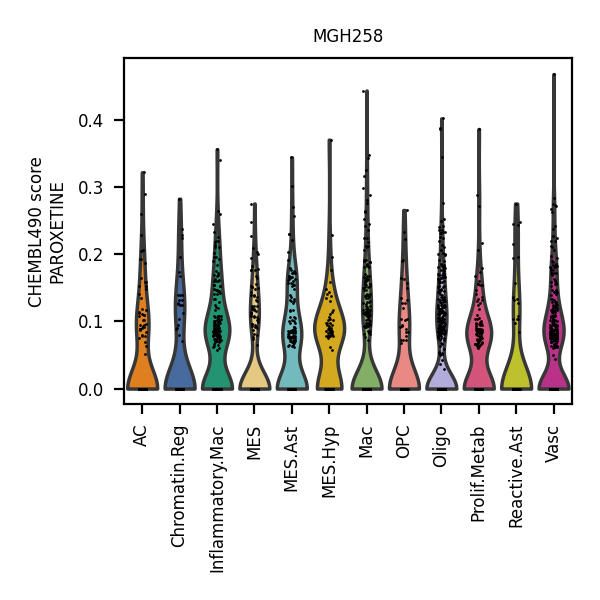 MGH258
CHEMBL490 score
PAROXETINE
0.4
0.3
0.2
0.1
0.0
AC
Chromatin.Reg
Inflammatory.Mac
MES
MES.Ast
MES.Hyp
Mac
OPC
Oligo
Prolif.Metab
Reactive.Ast
Vasc